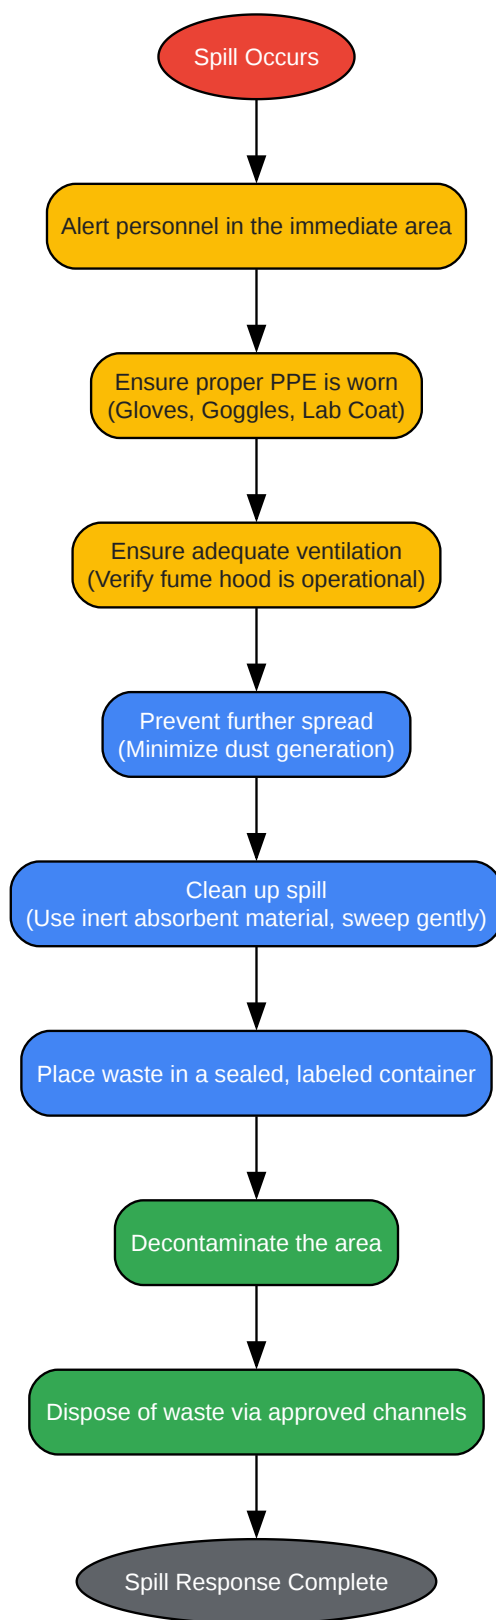 Spill Occurs
Alert personnel in the immediate area
Ensure proper PPE is worn
(Gloves, Goggles, Lab Coat)
Ensure adequate ventilation
(Verify fume hood is operational)
Prevent further spread
(Minimize dust generation)
Clean up spill
(Use inert absorbent material, sweep gently)
Place waste in a sealed, labeled container
Decontaminate the area
Dispose of waste via approved channels
Spill Response Complete